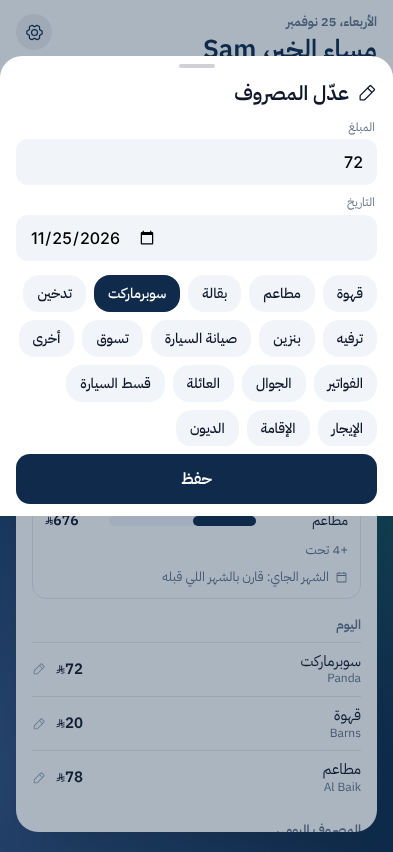 الأربعاء، 25 نوفمبر
مساء الخير، Sam
عدّل المصروف
المبلغ
72
التاريخ
11/25/2026
قهوة مطاعم بقالة سوبرماركت تدخين
ترفيه بنزين صيانة السيارة تسوق أخرى
الفواتير الجوال العائلة قسط السيارة
الإيجار الإقامة الديون
حفظ
مطاعم 676
+4 تحت
الشهر الجاي: قارن بالشهر اللي قبله
اليوم
سوبرماركت 72
Panda
قهوة 20
Barns
مطاعم 78
Al Baik
المصروف اليومي